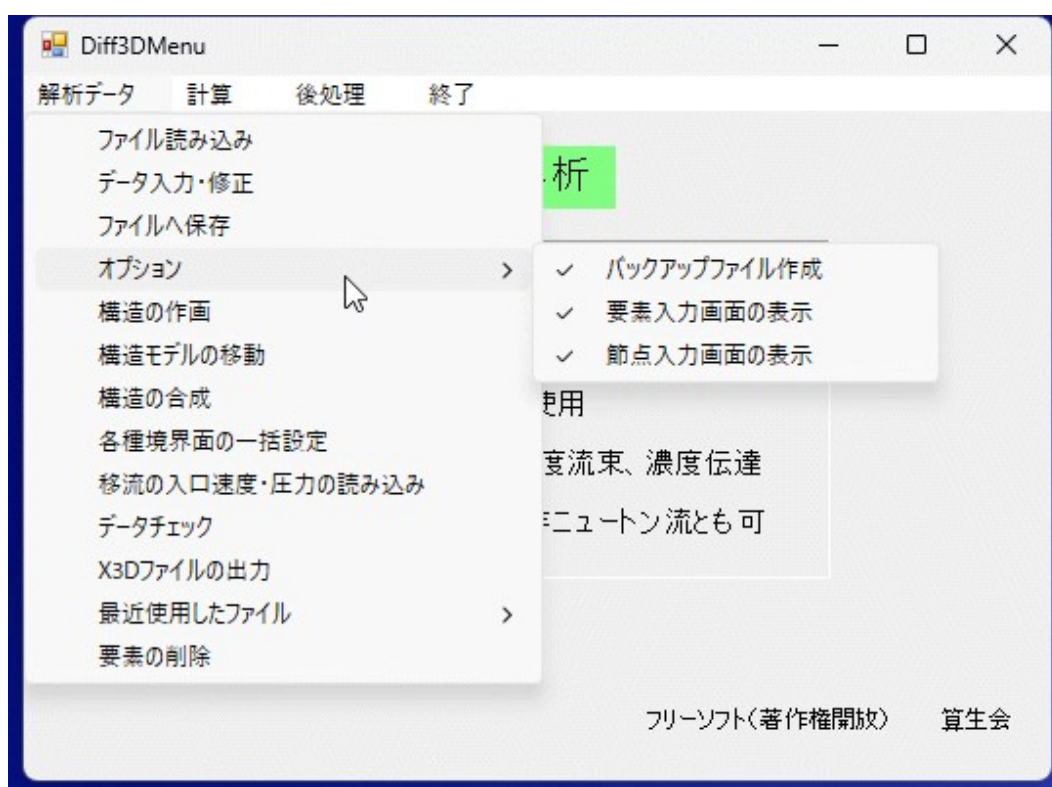 Diff3DMenu
解析データ 計算 後処理 終了
ファイル読み込み
データ入力・修正
ファイルへ保存
オプション
構造の作画
構造モデルの移動
構造の合成
各種境界面の一括設定
移流の入口速度・圧力の読み込み
データチェック
X3Dファイルの出力
最近使用したファイル
要素の削除
バックアップファイル作成
要素入力画面の表示
節点入力画面の表示
析
使用
度流束、濃度伝達
ニュートン流とも可
フリーソフト(著作権開放) 算生会